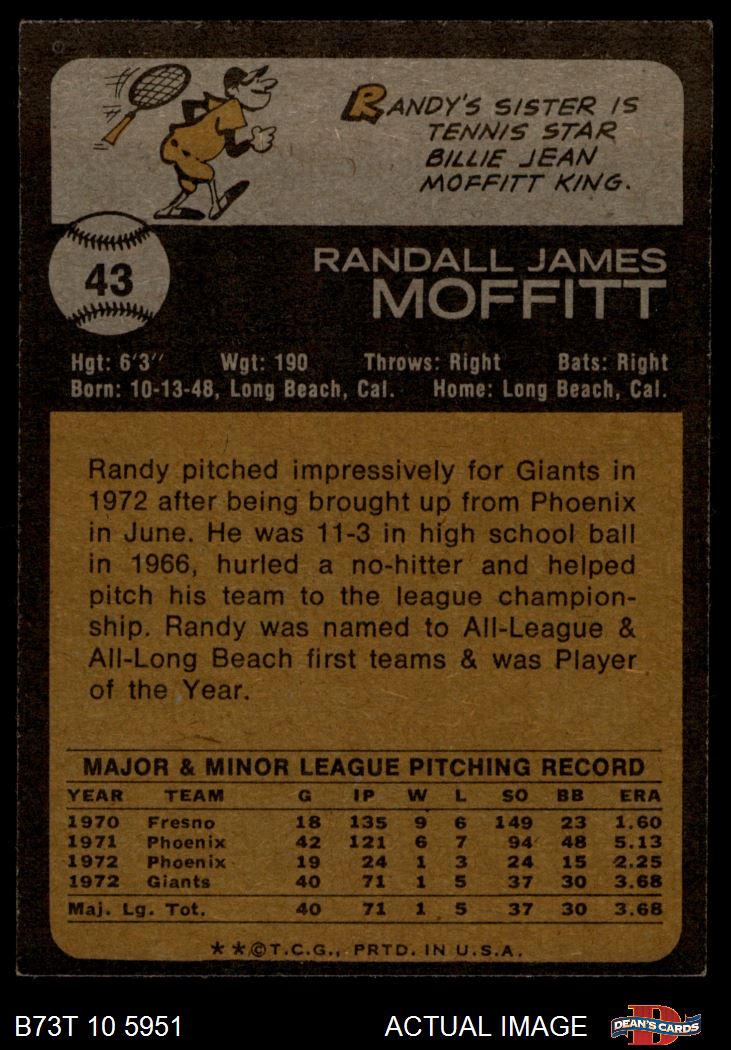 RANDY'S SISTER IS
TENNIS STAR
BILLIE JEAN
MOFFITT KING.
43
RANDALL JAMES
MOFFITT
Hgt: 6'3" Wgt: 190 Throws: Right Bats: Right
Born: 10-13-48, Long Beach, Cal. Home: Long Beach, Cal.
Randy pitched impressively for Giants in
1972 after being brought up from Phoenix
in June. He was 11-3 in high school ball
in 1966, hurled a no-hitter and helped
pitch his team to the league champion-
ship. Randy was named to All-League &
All-Long Beach first teams & was Player
of the Year.
MAJOR & MINOR LEAGUE PITCHING RECORD
YEAR TEAM G IP W L SO BB ERA
1970 Fresno 18 135 9 6 149 23 1.60
1971 Phoenix 42 121 6 7 94 48 5.13
1972 Phoenix 19 24 1 3 24 15 2.25
1972 Giants 40 71 1 5 37 30 3.68
Maj. Lg. Tot. 40 71 1 5 37 30 3.68
**©T.C.G., PRTD. IN U.S.A.
B73T 10 5951 ACTUAL IMAGE
D
DEAN'S CARDS